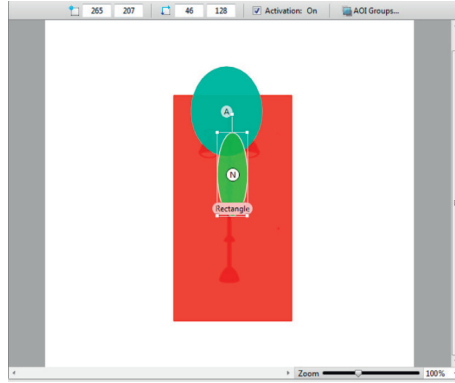 265 207 46 128 Activation: On AOI Groups...
A
N
Rectangle
Zoom 100%